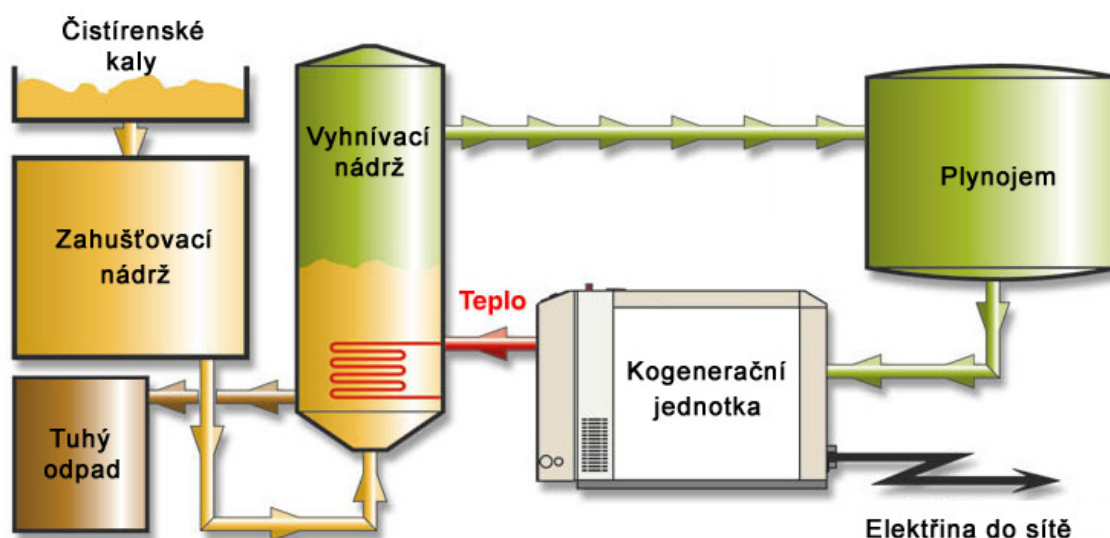 Čistírenské
kaly
Zahušťovací
nádrž
Tuhý
odpad
Vyhnívací
nádrž
Teplo
Kogenerační
jednotka
Plynojem
Elektřina do sítě